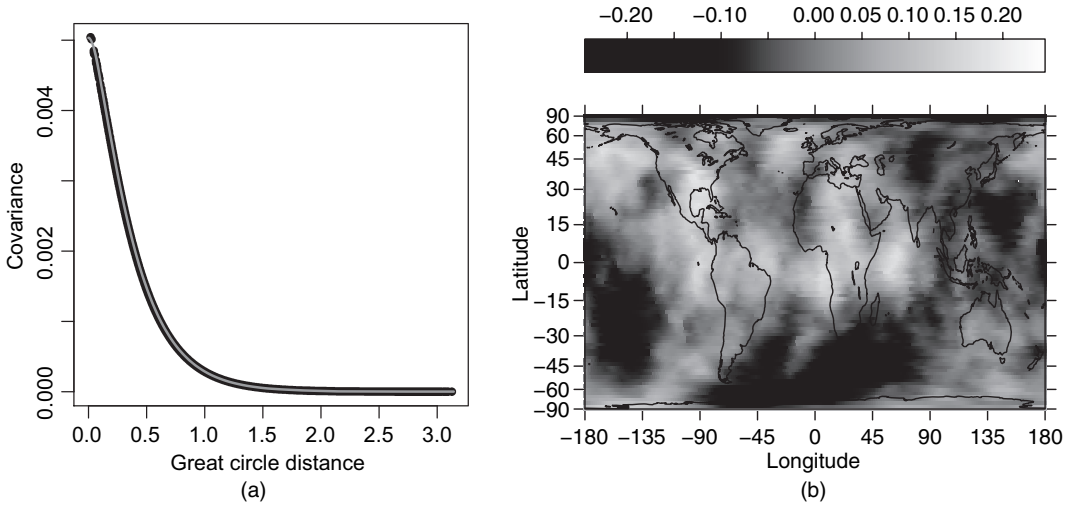 −0.20 −0.10 0.00 0.05 0.10 0.15 0.20
Covariance
0.004
0.002
0.000
0.0 0.5 1.0 1.5 2.0 2.5 3.0
Great circle distance
(a)
Latitude
90
60
45
30
15
0
−15
−30
−45
−60
−90
−180 −135 −90 −45 0 45 90 135 180
Longitude
(b)